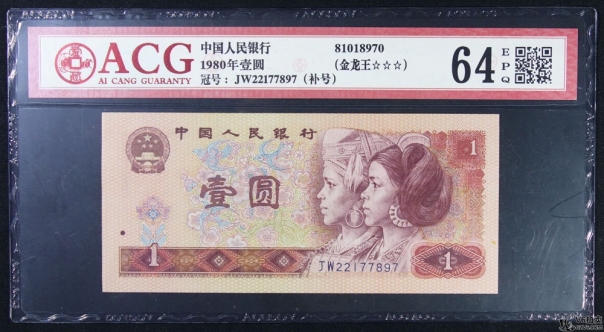 ACG
AI CANG GUARANTY
中国人民银行
1980年壹圆
冠号：JW22177897（补号）
81018970
（金龙王☆☆☆）
64
EPQ
中国人民银行
壹圆
1
1
JW22177897
1